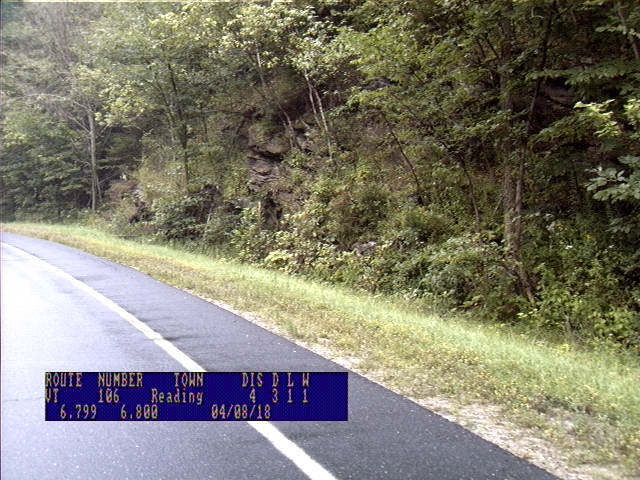 ROUTE NUMBER TOWN DIS D L W
VT 106 Reading 4 3 1 1
6.799 6.800 04/08/18